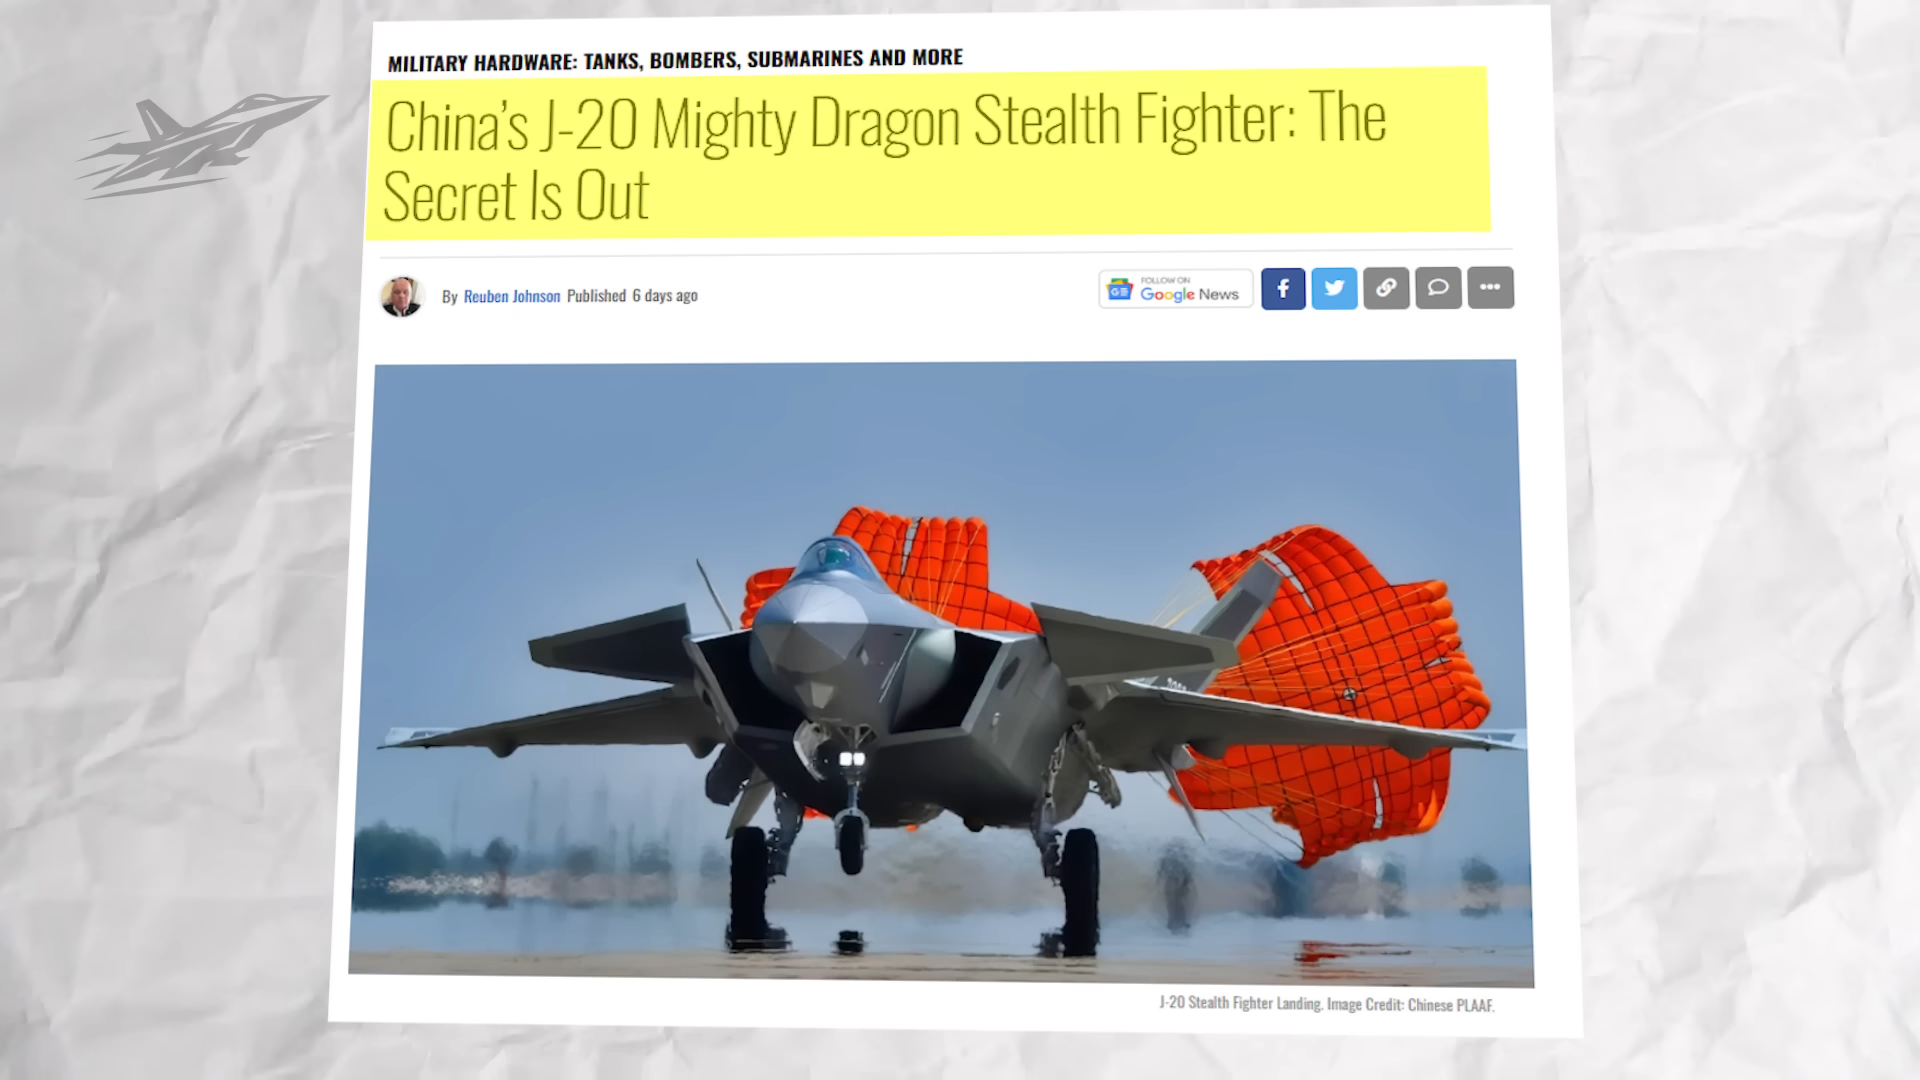 MILITARY HARDWARE: TANKS, BOMBERS, SUBMARINES AND MORE
China's J-20 Mighty Dragon Stealth Fighter: The
Secret Is Out
By Reuben Johnson Published 6 days ago
FOLLOW ON
Google News
J-20 Stealth Fighter Landing. Image Credit: Chinese PLAAF.